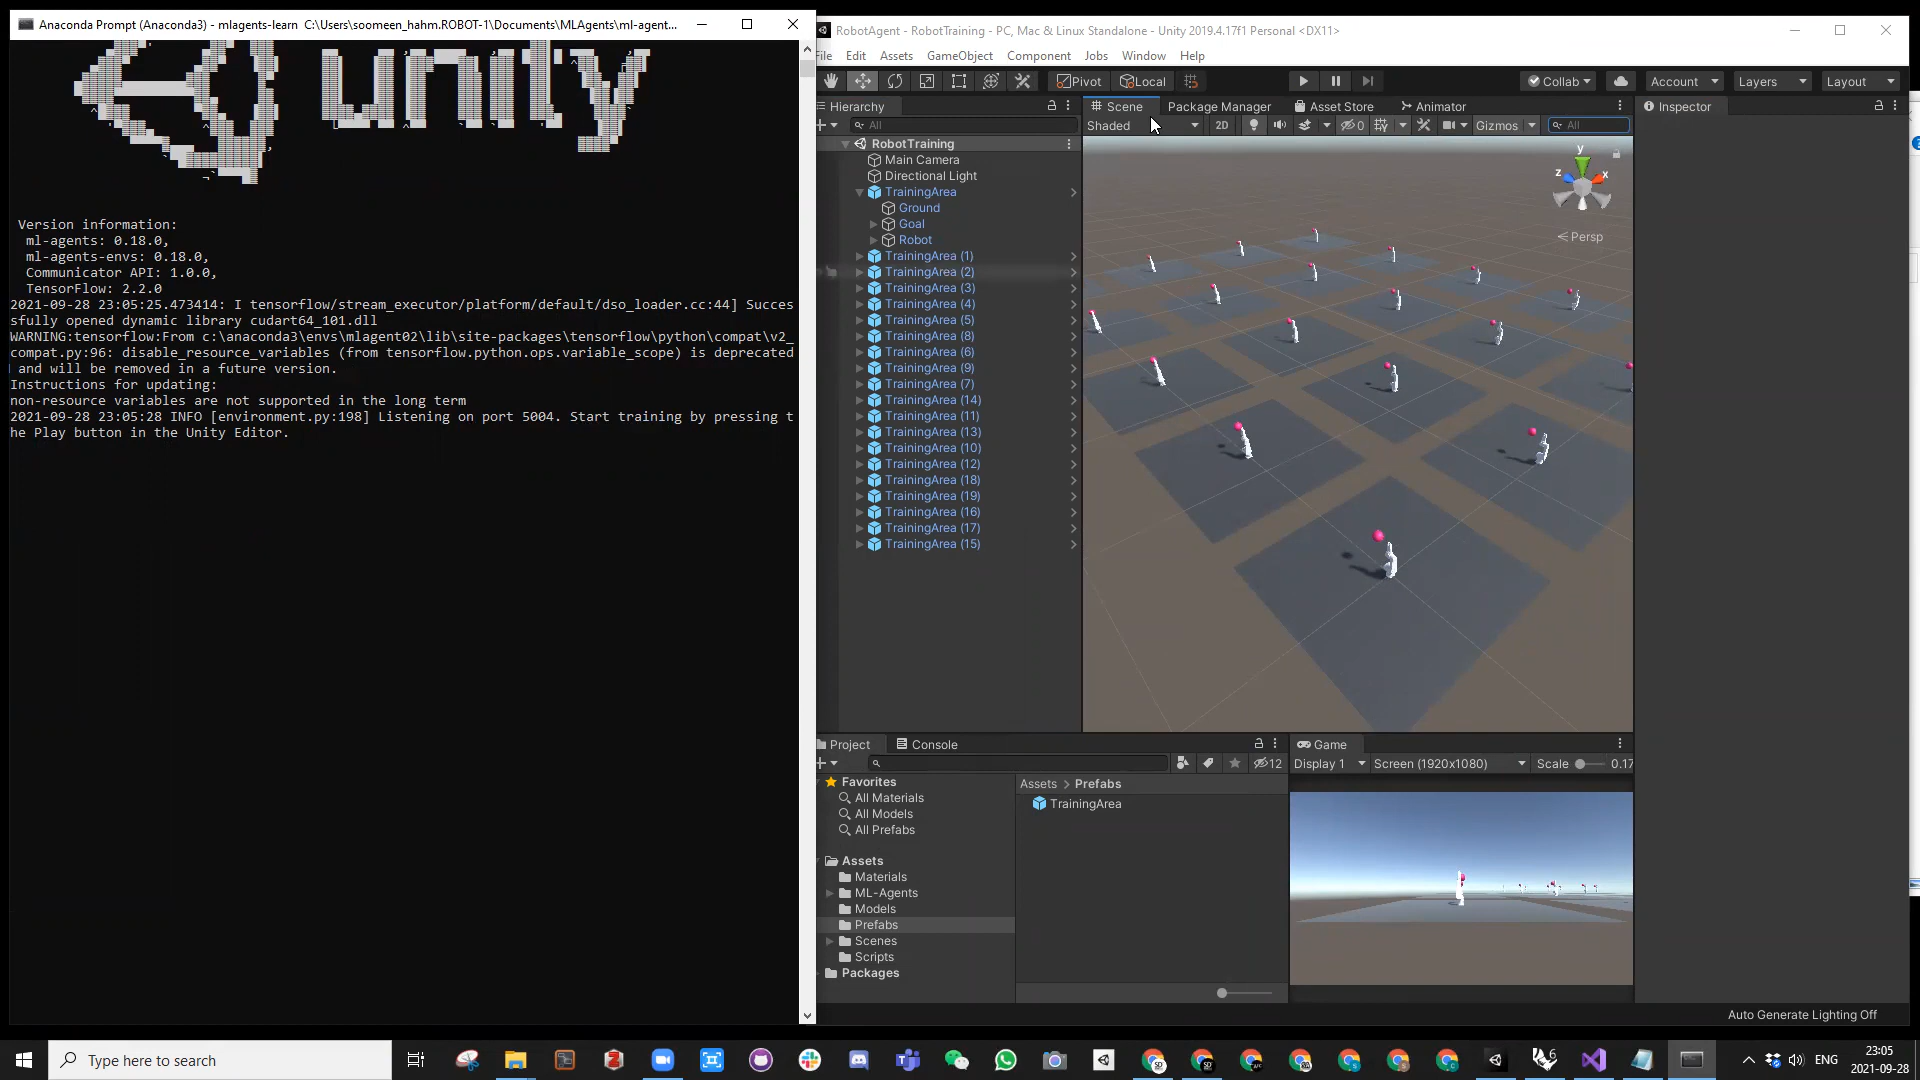 Anaconda Prompt (Anaconda3) - mlagents-learn  C:\Users\soomeen_hahm.ROBOT-1\Documents\MLAgents\ml-agent...
unity
Version information:
ml-agents: 0.18.0,
ml-agents-envs: 0.18.0,
Communicator API: 1.0.0,
TensorFlow: 2.2.0
2021-09-28 23:05:25.473414: I tensorflow/stream_executor/platform/default/dso_loader.cc:44] Succes
sfully opened dynamic library cudart64_101.dll
WARNING:tensorflow:From c:\anaconda3\envs\mlagent02\lib\site-packages\tensorflow\python\compat\v2_
compat.py:96: disable_resource_variables (from tensorflow.python.ops.variable_scope) is deprecated
and will be removed in a future version.
Instructions for updating:
non-resource variables are not supported in the long term
2021-09-28 23:05:28 INFO [environment.py:198] Listening on port 5004. Start training by pressing t
he Play button in the Unity Editor.
RobotAgent - RobotTraining - PC, Mac & Linux Standalone - Unity 2019.4.17f1 Personal <DX11>
File Edit Assets GameObject Component Jobs Window Help
Pivot Local Collab Account Layers Layout
Hierarchy
All
RobotTraining
Main Camera
Directional Light
TrainingArea
Ground
Goal
Robot
TrainingArea (1)
TrainingArea (2)
TrainingArea (3)
TrainingArea (4)
TrainingArea (5)
TrainingArea (8)
TrainingArea (6)
TrainingArea (9)
TrainingArea (7)
TrainingArea (14)
TrainingArea (11)
TrainingArea (13)
TrainingArea (10)
TrainingArea (12)
TrainingArea (18)
TrainingArea (19)
TrainingArea (16)
TrainingArea (17)
TrainingArea (15)
Scene Package Manager Asset Store Animator
Shaded 2D 0 Gizmos All
y
z x
Persp
Inspector
Project Console
12
Favorites
All Materials
All Models
All Prefabs
Assets
Materials
ML-Agents
Models
Prefabs
Scenes
Scripts
Packages
Assets > Prefabs
TrainingArea
Game
Display 1 Screen (1920x1080) Scale 0.17
Auto Generate Lighting Off
Type here to search
ENG
23:05
2021-09-28